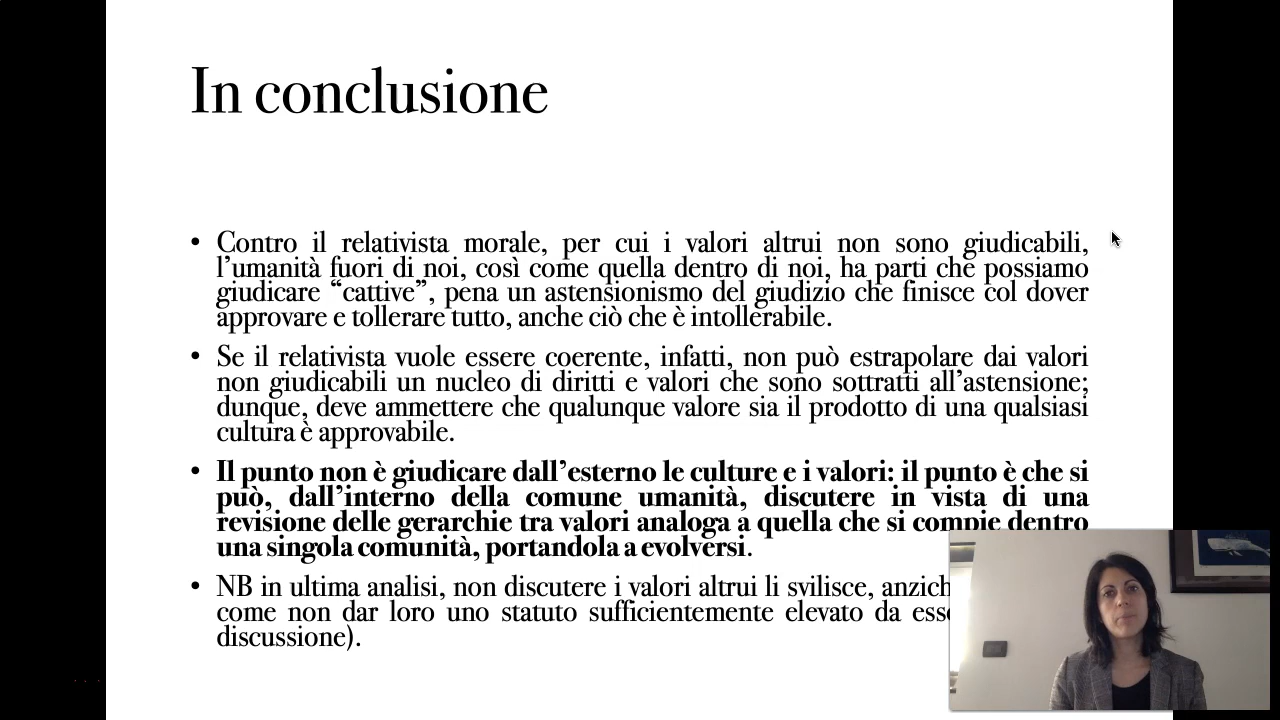 In conclusione
• Contro il relativista morale, per cui i valori altrui non sono giudicabili,
l’umanità fuori di noi, così come quella dentro di noi, ha parti che possiamo
giudicare “cattive”, pena un astensionismo del giudizio che finisce col dover
approvare e tollerare tutto, anche ciò che è intollerabile.
• Se il relativista vuole essere coerente, infatti, non può estrapolare dai valori
non giudicabili un nucleo di diritti e valori che sono sottratti all’astensione;
dunque, deve ammettere che qualunque valore sia il prodotto di una qualsiasi
cultura è approvabile.
• Il punto non è giudicare dall’esterno le culture e i valori: il punto è che si
può, dall’interno della comune umanità, discutere in vista di una
revisione delle gerarchie tra valori analoga a quella che si compie dentro
una singola comunità, portandola a evolversi.
• NB in ultima analisi, non discutere i valori altrui li svilisce,
come non dar loro uno statuto sufficientemente elevato da
discussione).